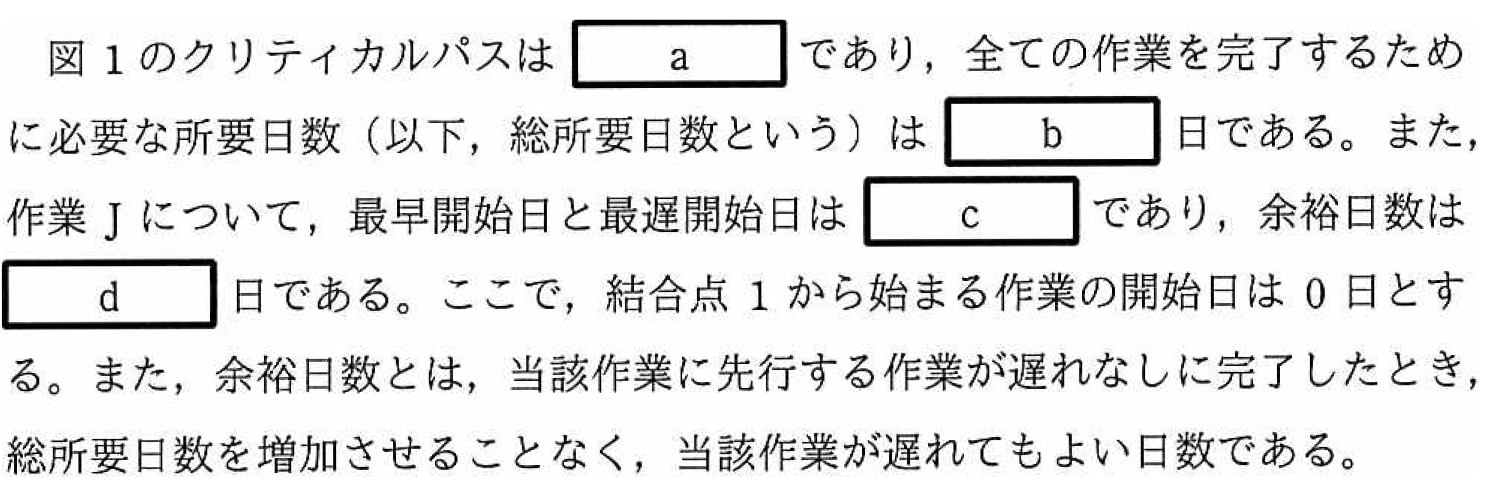 図 1 のクリティカルパスは a であり，全ての作業を完了するため
に必要な所要日数（以下，総所要日数という）は b 日である。また，
作業 J について，最早開始日と最遅開始日は c であり，余裕日数は
d 日である。ここで，結合点 1 から始まる作業の開始日は 0 日とす
る。また，余裕日数とは，当該作業に先行する作業が遅れなしに完了したとき，
総所要日数を増加させることなく，当該作業が遅れてもよい日数である。